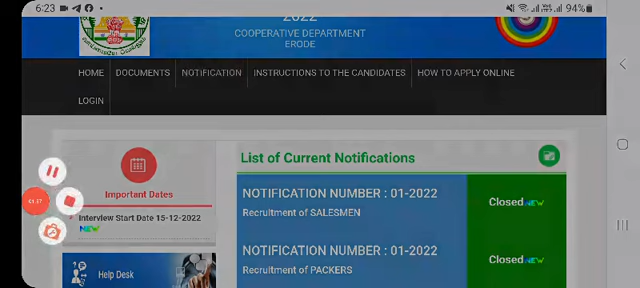 6:23
94%
2022
COOPERATIVE DEPARTMENT
ERODE
HOME DOCUMENTS NOTIFICATION INSTRUCTIONS TO THE CANDIDATES HOW TO APPLY ONLINE
LOGIN
Important Dates
Interview Start Date 15-12-2022
NEW
Help Desk
List of Current Notifications
NOTIFICATION NUMBER : 01-2022
Recruitment of SALESMEN
Closed NEW
NOTIFICATION NUMBER : 01-2022
Recruitment of PACKERS
Closed NEW